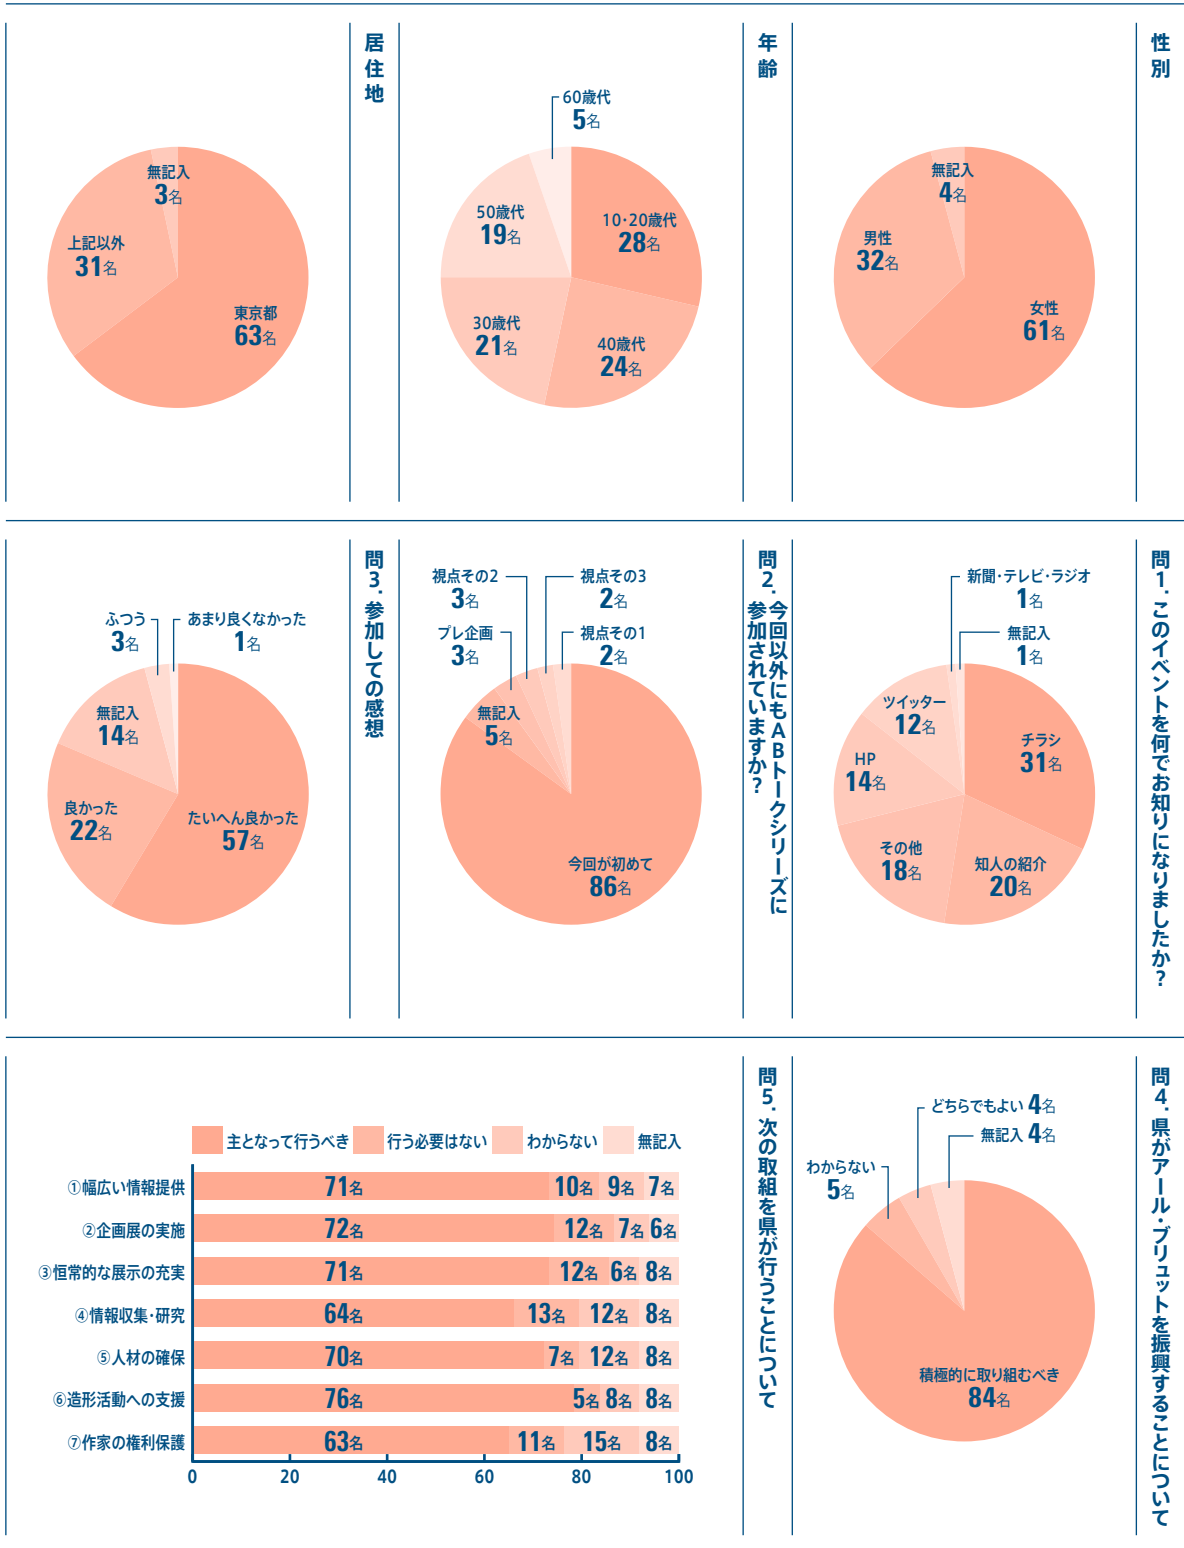 性別
無記入
4名
男性
32名
女性
61名
年齢
60歳代
5名
50歳代
19名
10･20歳代
28名
30歳代
21名
40歳代
24名
居住地
無記入
3名
上記以外
31名
東京都
63名
問1. このイベントを何でお知りになりましたか?
新聞･テレビ･ラジオ
1名
無記入
1名
ツイッター
12名
チラシ
31名
HP
14名
その他
18名
知人の紹介
20名
問2. 今回以外にもABトークシリーズに
参加されていますか?
視点その2
3名
視点その3
2名
プレ企画
3名
視点その1
2名
無記入
5名
今回が初めて
86名
問3. 参加しての感想
ふつう
3名
あまり良くなかった
1名
無記入
14名
良かった
22名
たいへん良かった
57名
問4. 県がアール･ブリュットを振興することについて
どちらでもよい 4名
無記入 4名
わからない
5名
積極的に取り組むべき
84名
問5. 次の取組を県が行うことについて
主となって行うべき 行う必要はない わからない 無記入
①幅広い情報提供 71名 10名 9名 7名
②企画展の実施 72名 12名 7名 6名
③恒常的な展示の充実 71名 12名 6名 8名
④情報収集･研究 64名 13名 12名 8名
⑤人材の確保 70名 7名 12名 8名
⑥造形活動への支援 76名 5名 8名 8名
⑦作家の権利保護 63名 11名 15名 8名
0 20 40 60 80 100